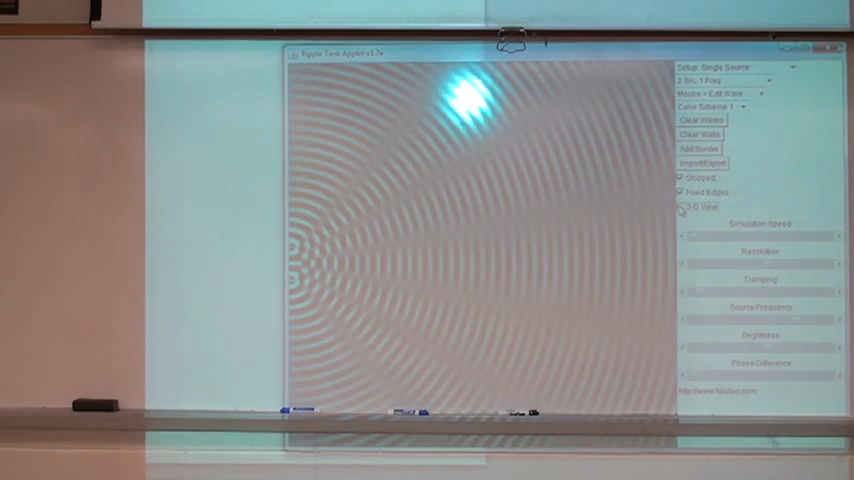 Ripple Tank Applet v1.7e
Setup: Single Source
2 Src, 1 Freq
Mouse = Edit Wave
Color Scheme 1
Clear Waves
Clear Walls
Add Border
Import/Export
Stopped
Fixed Edges
3-D View
Simulation Speed
Resolution
Damping
Source Frequency
Brightness
Phase Difference
http://www.falstad.com